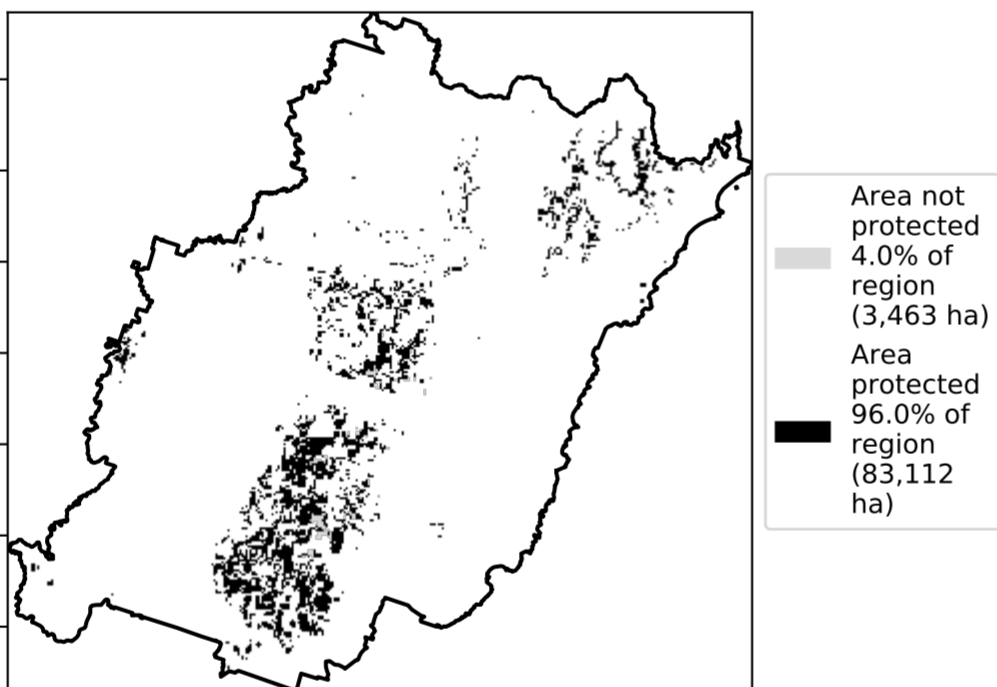 Area not
protected
4.0% of
region
(3,463 ha)
Area
protected
96.0% of
region
(83,112
ha)